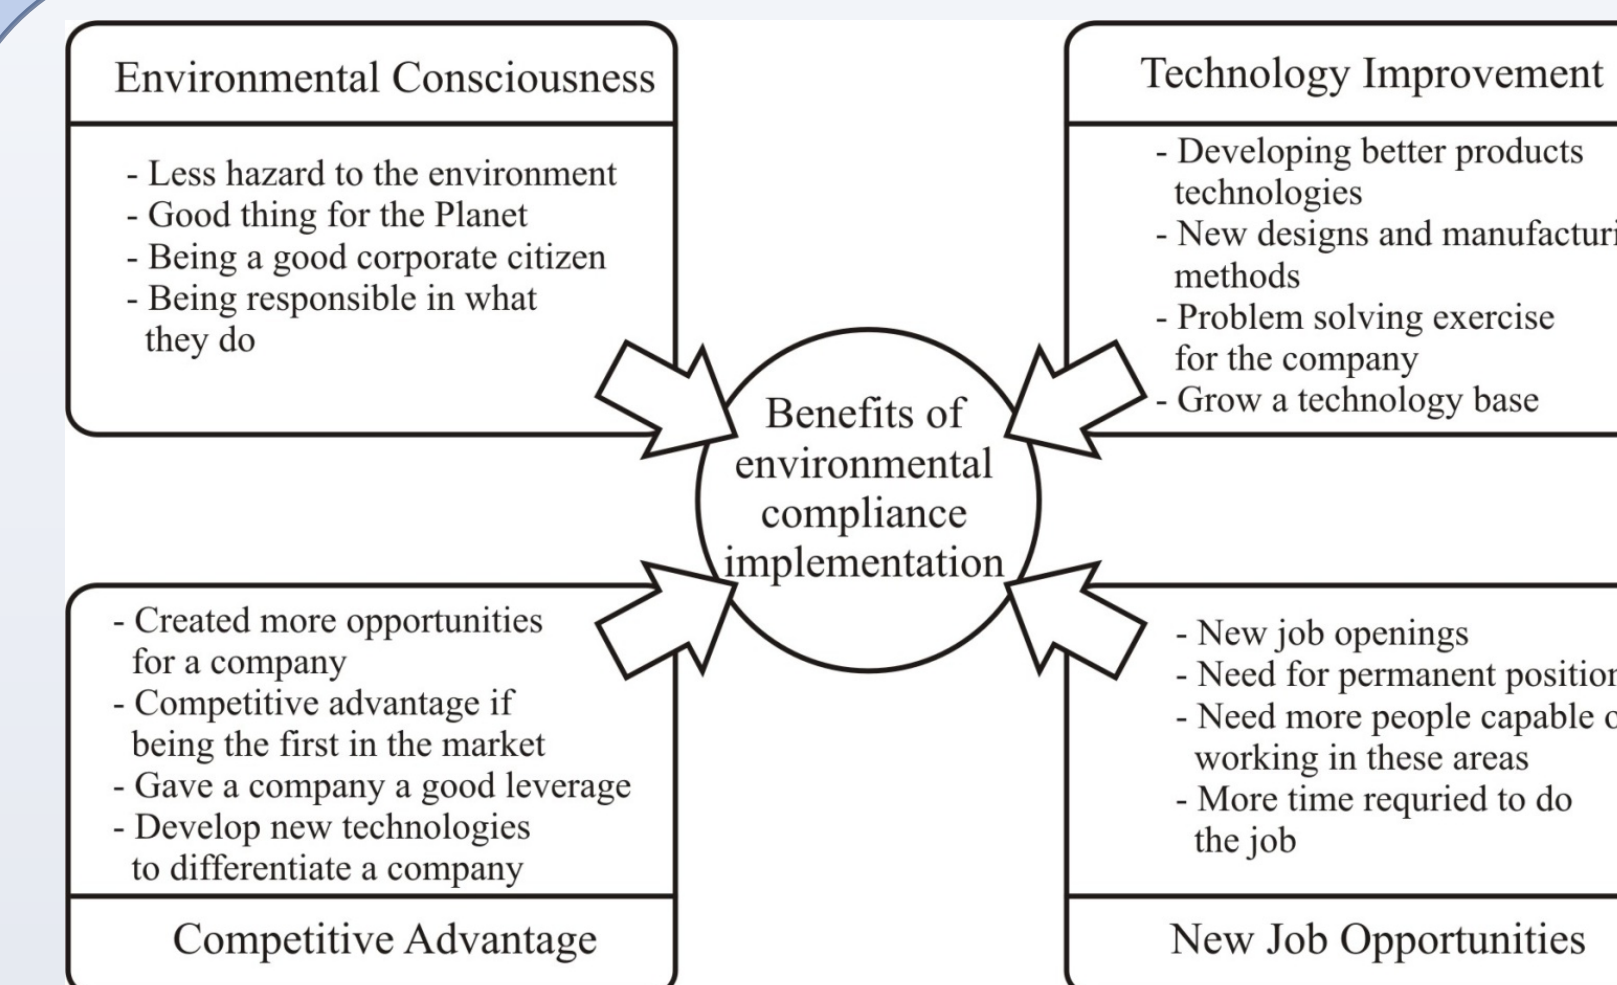 Environmental Consciousness
- Less hazard to the environment
- Good thing for the Planet
- Being a good corporate citizen
- Being responsible in what
they do
Technology Improvement
- Developing better products
technologies
- New designs and manufacturi
methods
- Problem solving exercise
for the company
- Grow a technology base
Benefits of
environmental
compliance
implementation
- Created more opportunities
for a company
- Competitive advantage if
being the first in the market
- Gave a company a good leverage
- Develop new technologies
to differentiate a company
Competitive Advantage
- New job openings
- Need for permanent position
- Need more people capable o
working in these areas
- More time requried to do
the job
New Job Opportunities